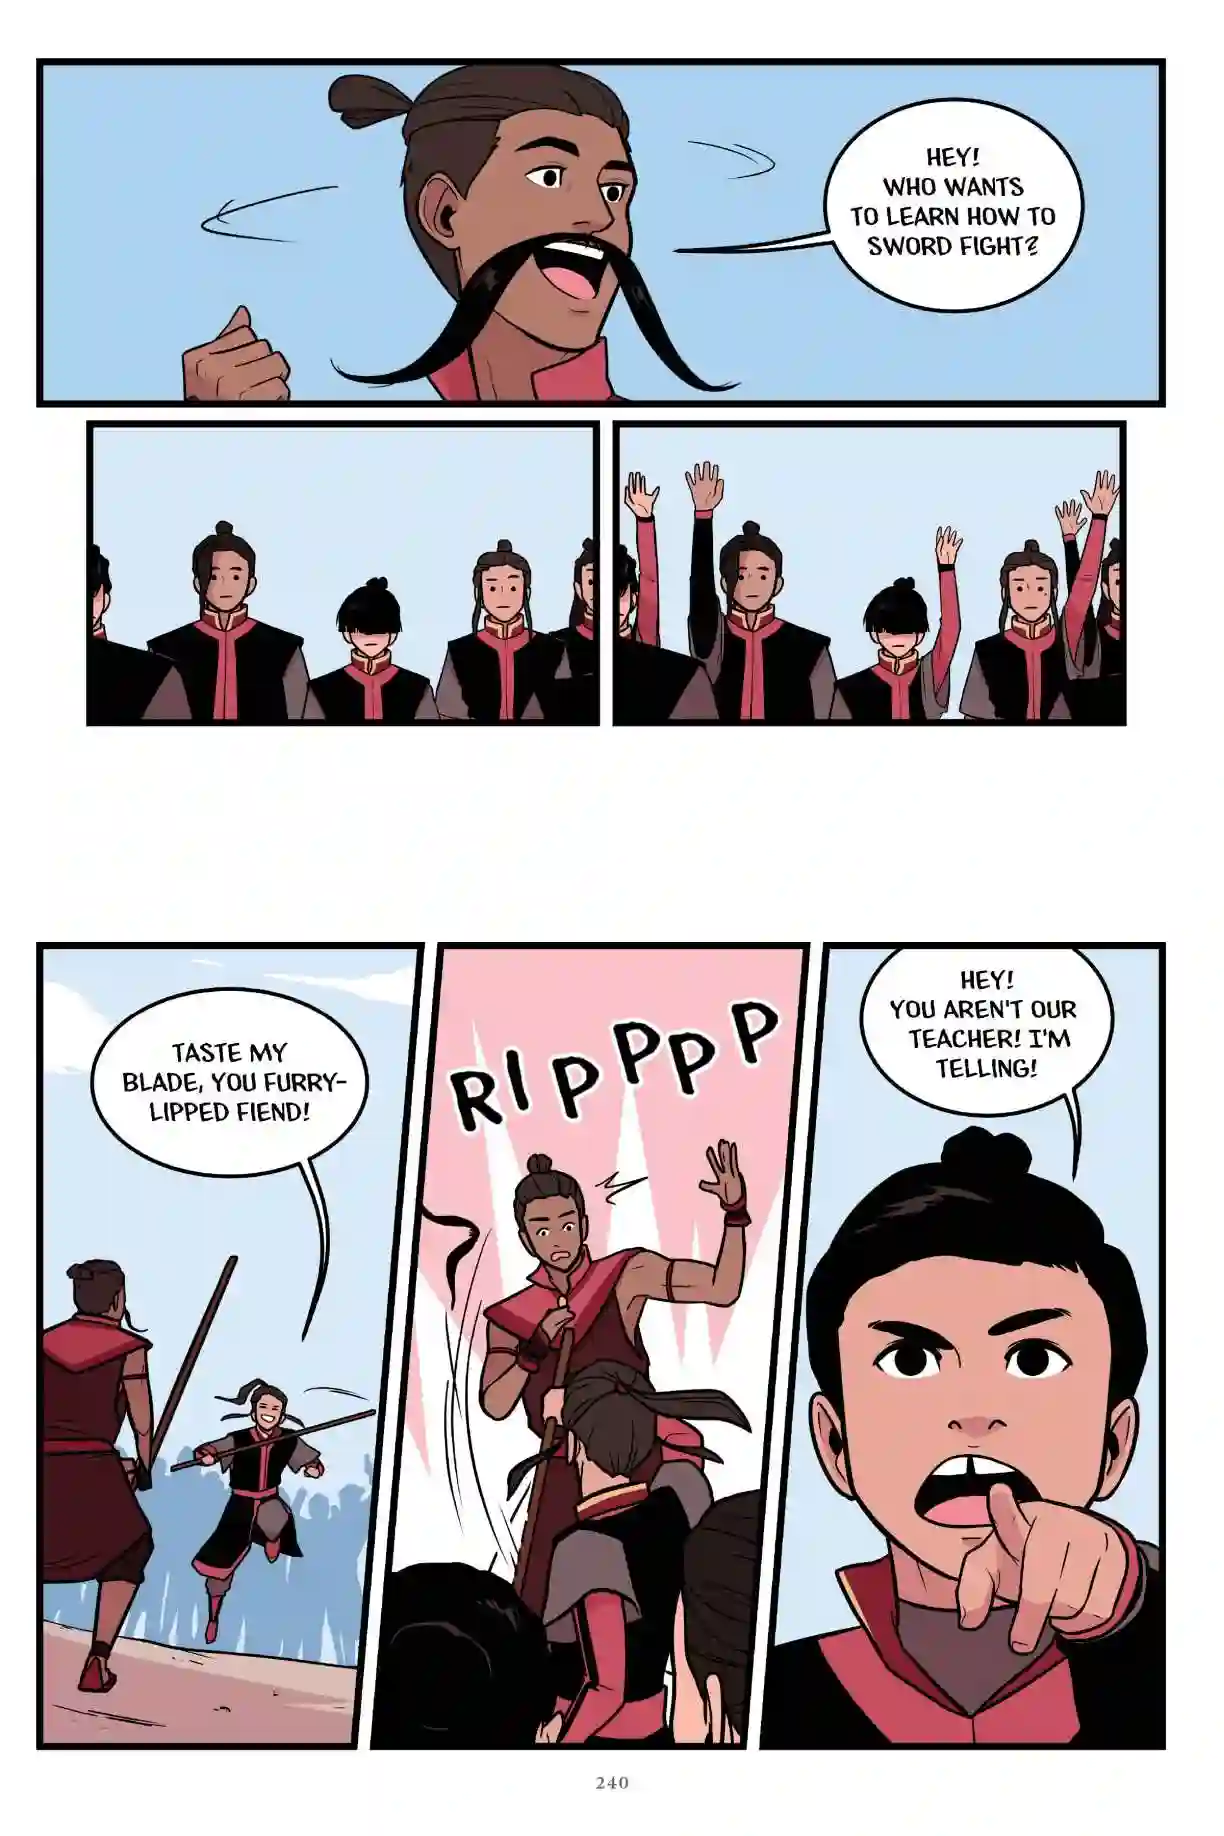 HEY!
WHO WANTS
TO LEARN HOW TO
SWORD FIGHT?
TASTE MY
BLADE, YOU FURRY-
LIPPED FIEND!
RIPPPP
HEY!
YOU AREN'T OUR
TEACHER! I'M
TELLING!
240